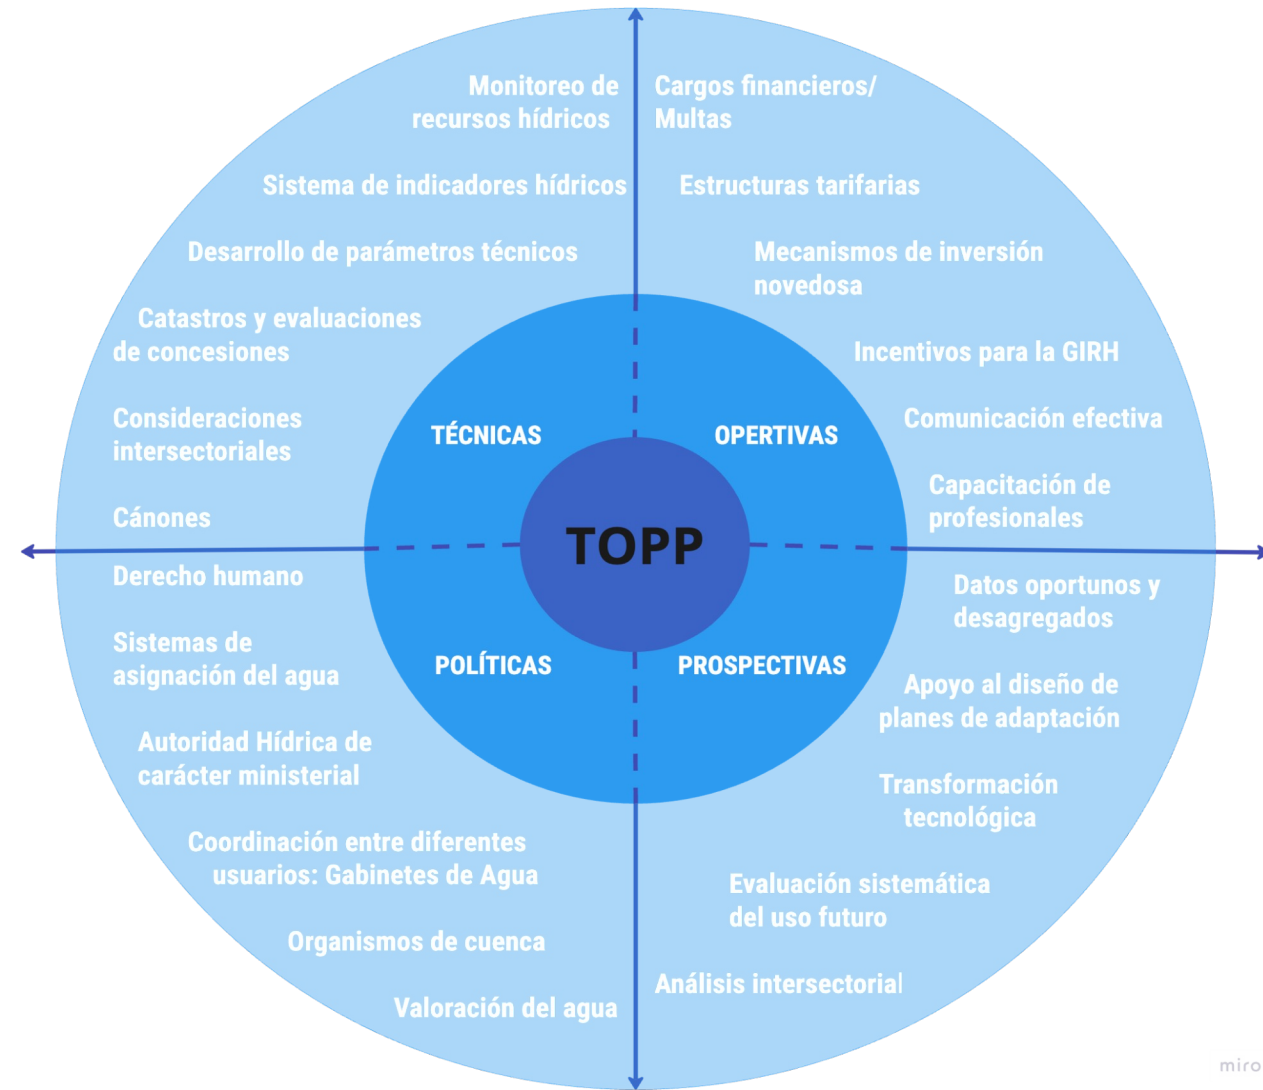 Monitoreo de
recursos hídricos
Sistema de indicadores hídricos
Desarrollo de parámetros técnicos
Catastros y evaluaciones
de concesiones
Consideraciones
intersectoriales
Cánones
TÉCNICAS
Cargos financieros/
Multas
Estructuras tarifarias
Mecanismos de inversión
novedosa
Incentivos para la GIRH
Comunicación efectiva
Capacitación de
profesionales
OPERTIVAS
TOPP
POLÍTICAS
Derecho humano
Sistemas de
asignación del agua
Autoridad Hídrica de
carácter ministerial
Coordinación entre diferentes
usuarios: Gabinetes de Agua
Organismos de cuenca
Valoración del agua
PROSPECTIVAS
Datos oportunos y
desagregados
Apoyo al diseño de
planes de adaptación
Transformación
tecnológica
Evaluación sistemática
del uso futuro
Análisis intersectorial
miro